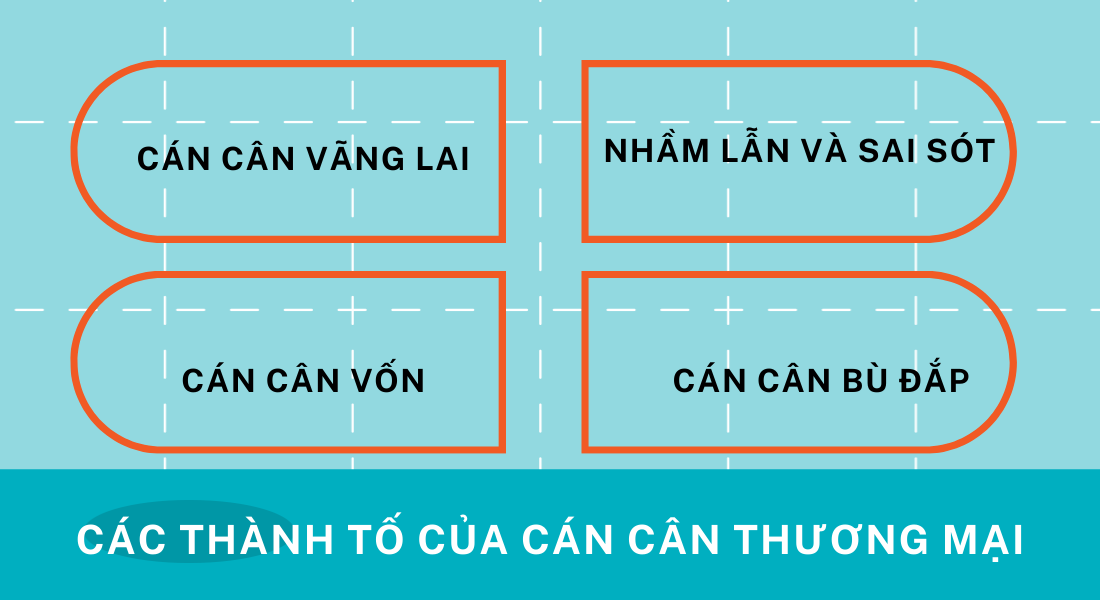 CÁN CÂN VÃNG LAI
NHẦM LẪN VÀ SAI SÓT
CÁN CÂN VỐN
CÁN CÂN BÙ ĐẮP
CÁC THÀNH TỐ CỦA CÁN CÂN THƯƠNG MẠI